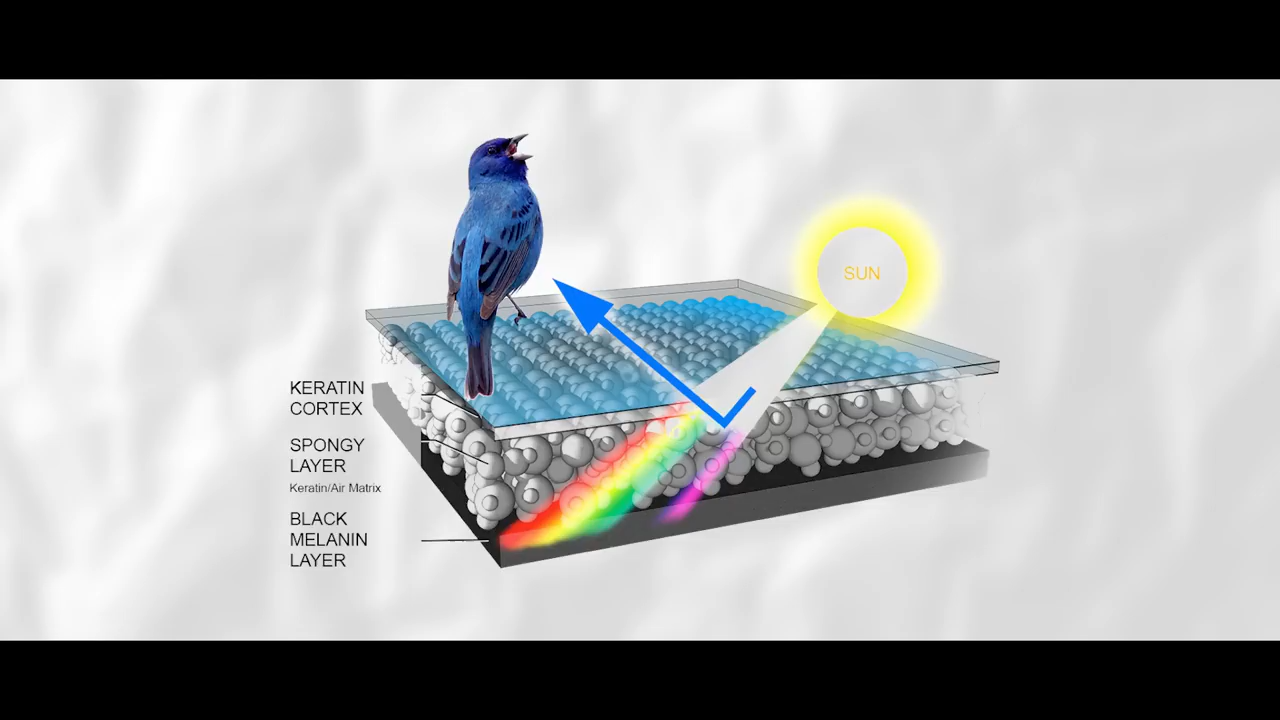 SUN
KERATIN
CORTEX
SPONGY
LAYER
Keratin/Air Matrix
BLACK
MELANIN
LAYER